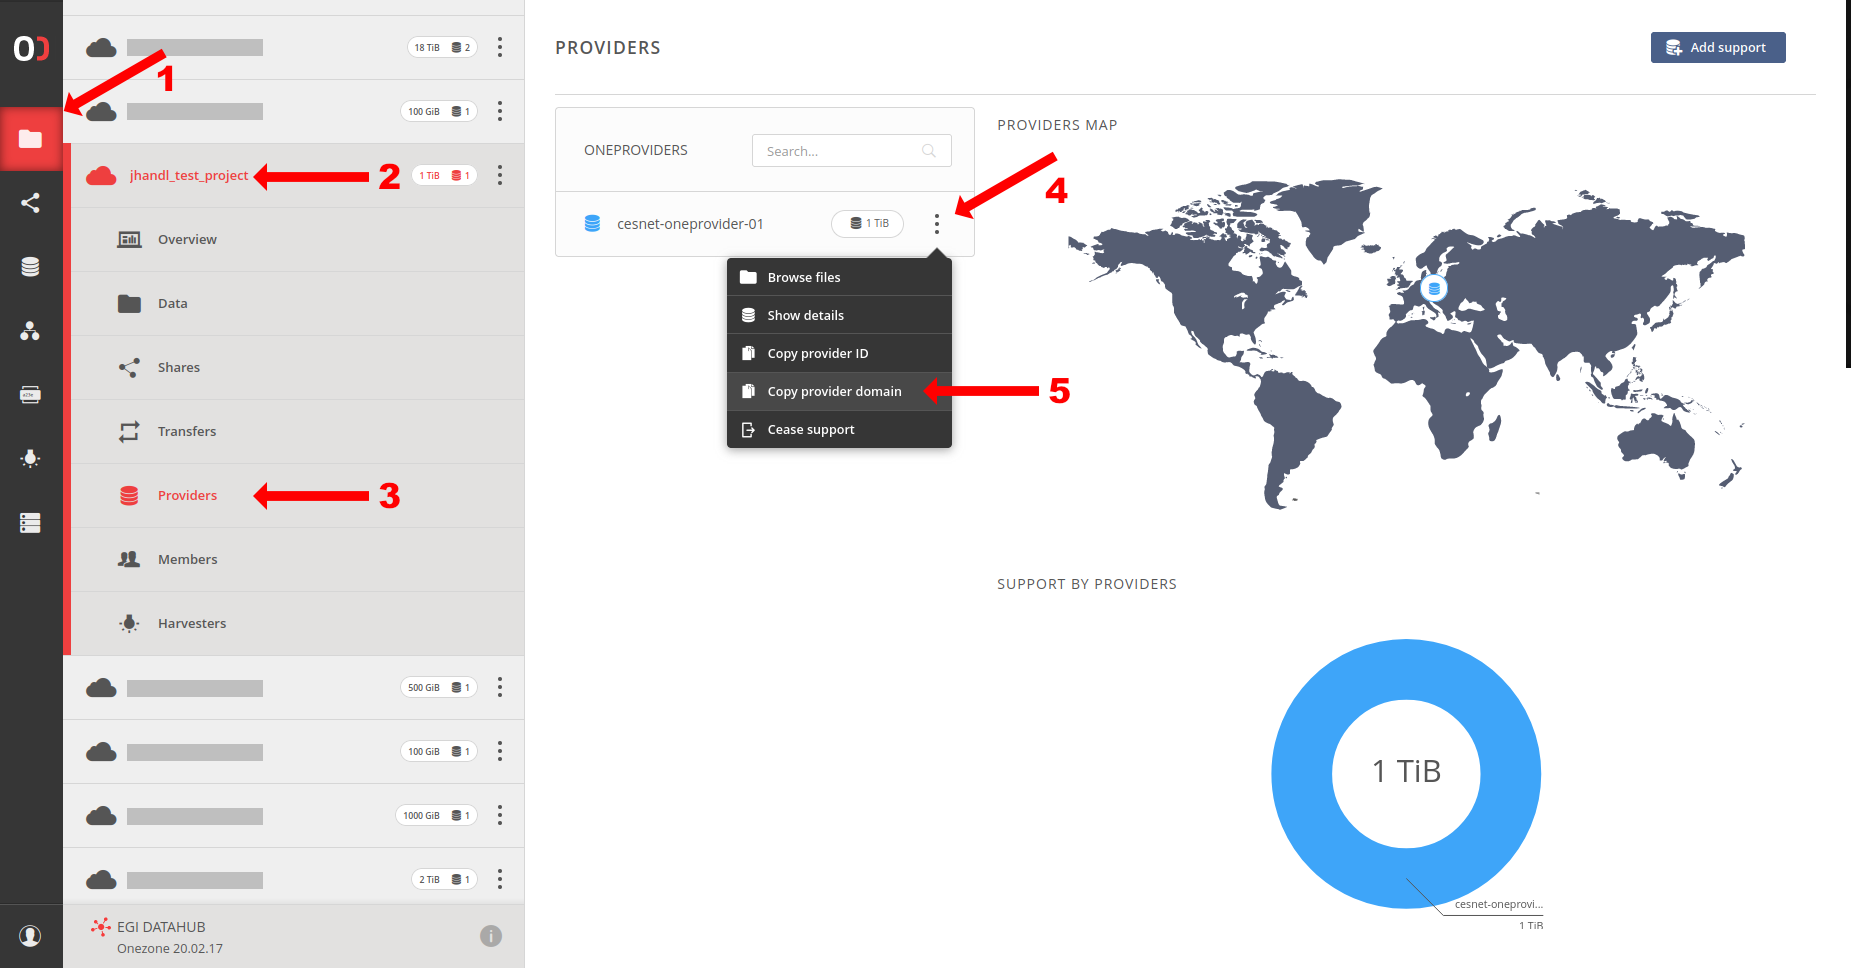 18 TiB 2
1
100 GiB 1
jhandl_test_project 2 1 TiB 1
Overview
Data
Shares
Transfers
Providers 3
Members
Harvesters
500 GiB 1
100 GiB 1
1000 GiB 1
2 TiB 1
EGI DATAHUB
Onezone 20.02.17
PROVIDERS
Add support
ONEPROVIDERS
Search...
cesnet-oneprovider-01 1 TiB
4
Browse files
Show details
Copy provider ID
Copy provider domain 5
Cease support
PROVIDERS MAP
SUPPORT BY PROVIDERS
1 TiB
cesnet-oneprovi...
1 TiB